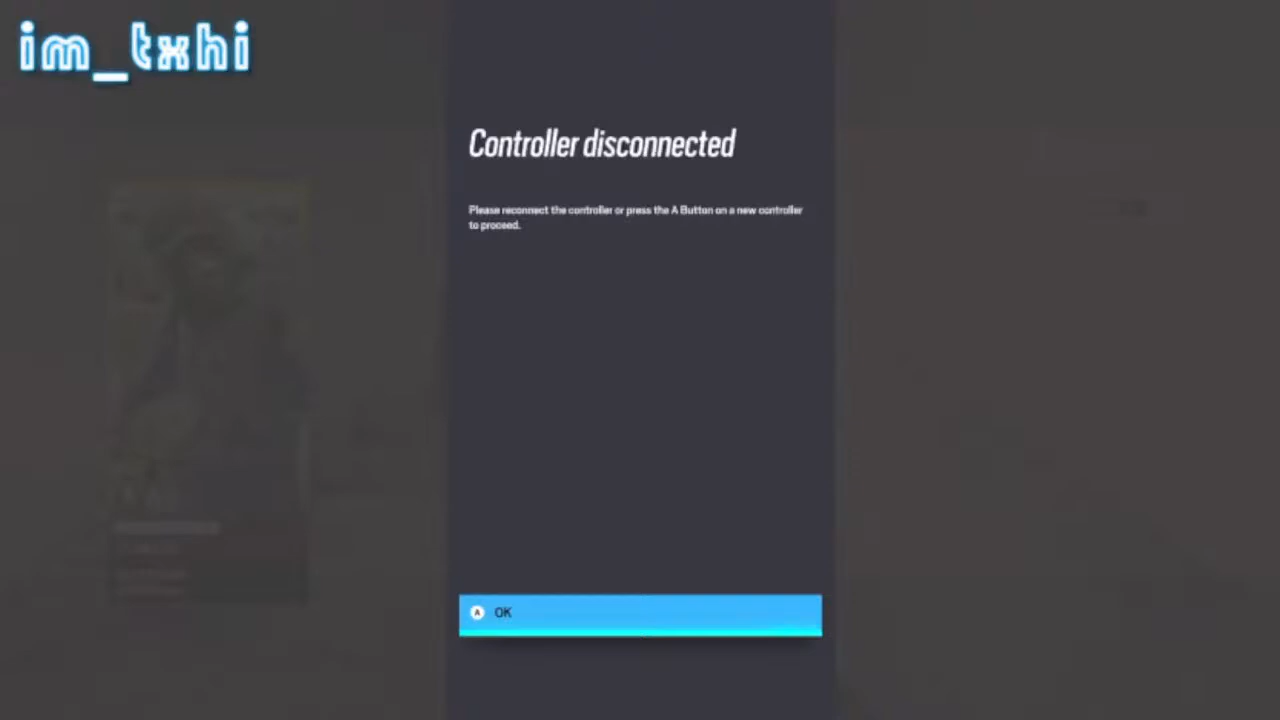 im_txhi
Controller disconnected
Please reconnect the controller or press the A Button on a new controller
to proceed.
A OK